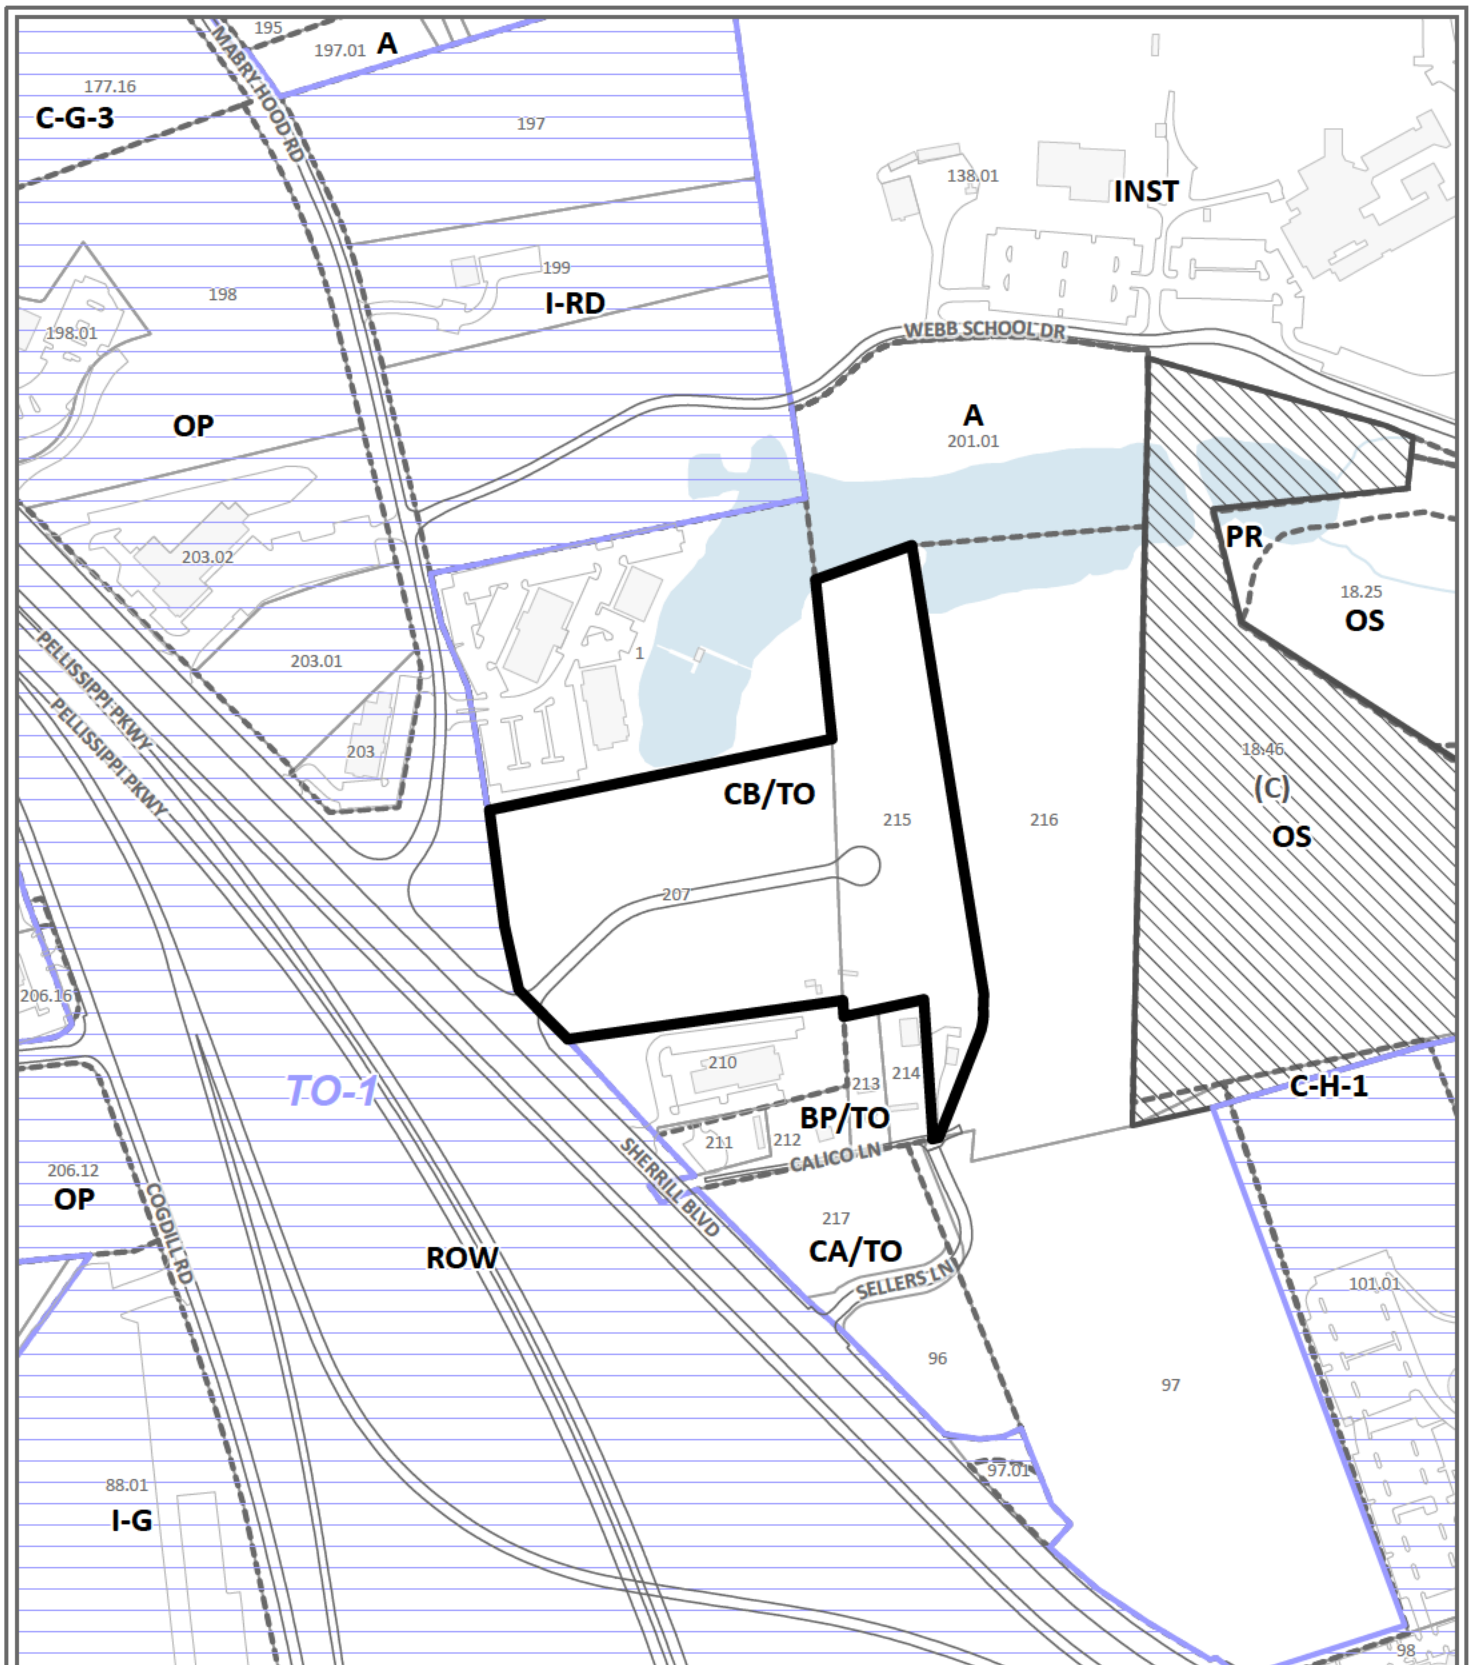 195
197.01
A
MABRY HOOD RD
177.16
C-G-3
197
138.01
INST
199
I-RD
198
198.01
WEBB SCHOOL DR
OP
A
201.01
203.02
PR
18.25
OS
203.01
1
PELLISSIPPI PKWY
PELLISSIPPI PKWY
203
18.46
(C)
OS
CB/TO
215
216
207
206.16
TO-1
210
213
214
C-H-1
BP/TO
211
212
CALICO LN
SHERRILL BLVD
206.12
OP
COGDILL RD
217
CA/TO
ROW
SELLERS LN
101.01
96
97
97.01
88.01
I-G
98